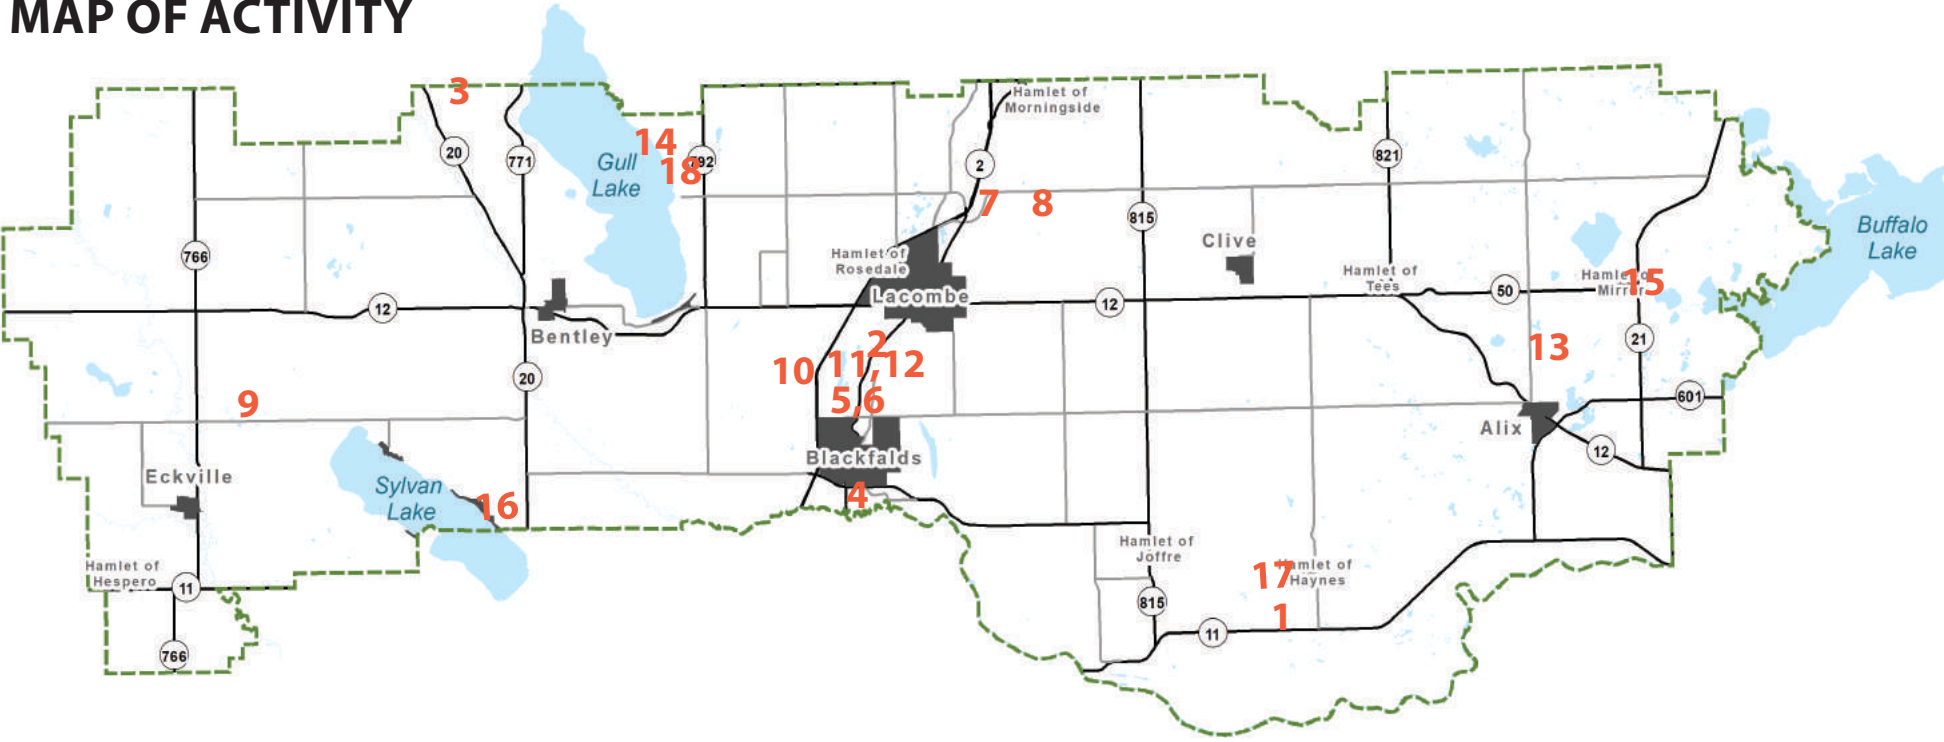 MAP OF ACTIVITY
3
Hamlet of
Morningside
14
20
771
Gull
Lake
18
792
2
821
7
8
815
766
Clive
Buffalo
Lake
Hamlet of
Rosedale
Hamlet of
Tees
50
Hamlet of
Mirror
15
Lacombe
12
12
Bentley
21
2
13
10
11,12
20
5,6
9
601
Alix
12
Blackfalds
Eckville
Sylvan
Lake
16
4
Hamlet of
Joffre
Hamlet of
Hespero
11
17
Hamlet of
Haynes
815
1
11
766